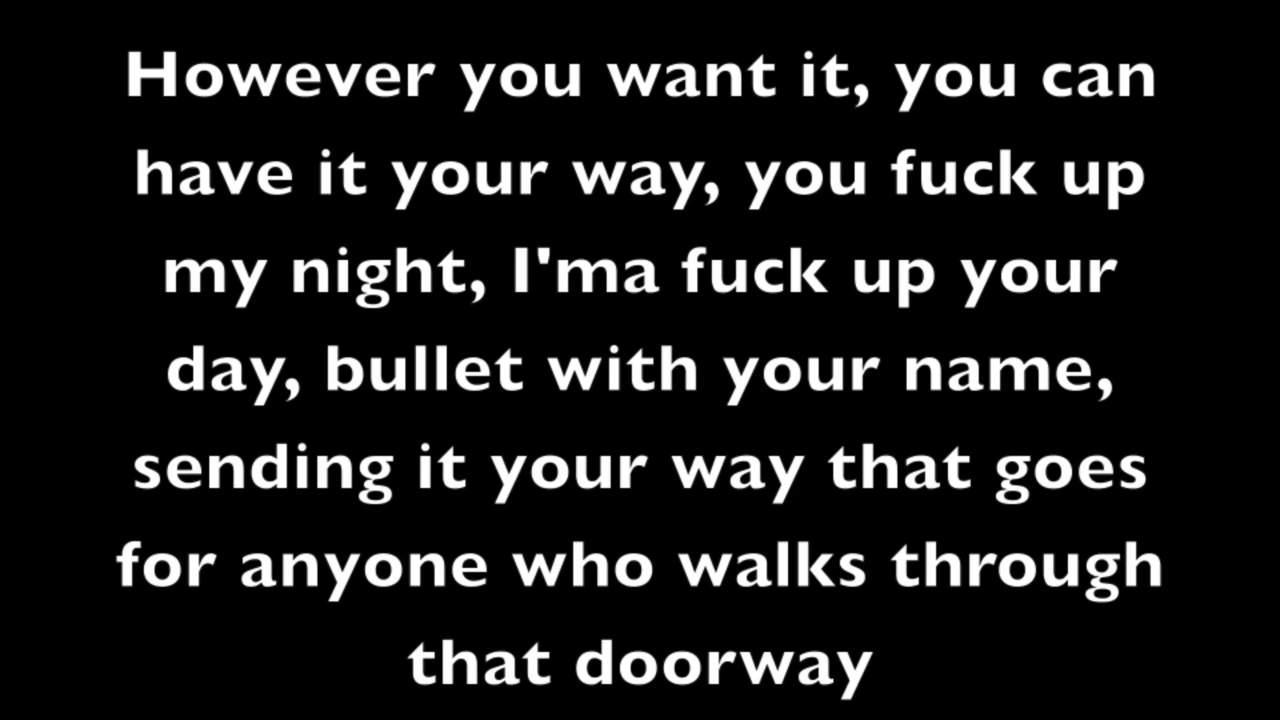 However you want it, you can
have it your way, you fuck up
my night, I'ma fuck up your
day, bullet with your name,
sending it your way that goes
for anyone who walks through
that doorway